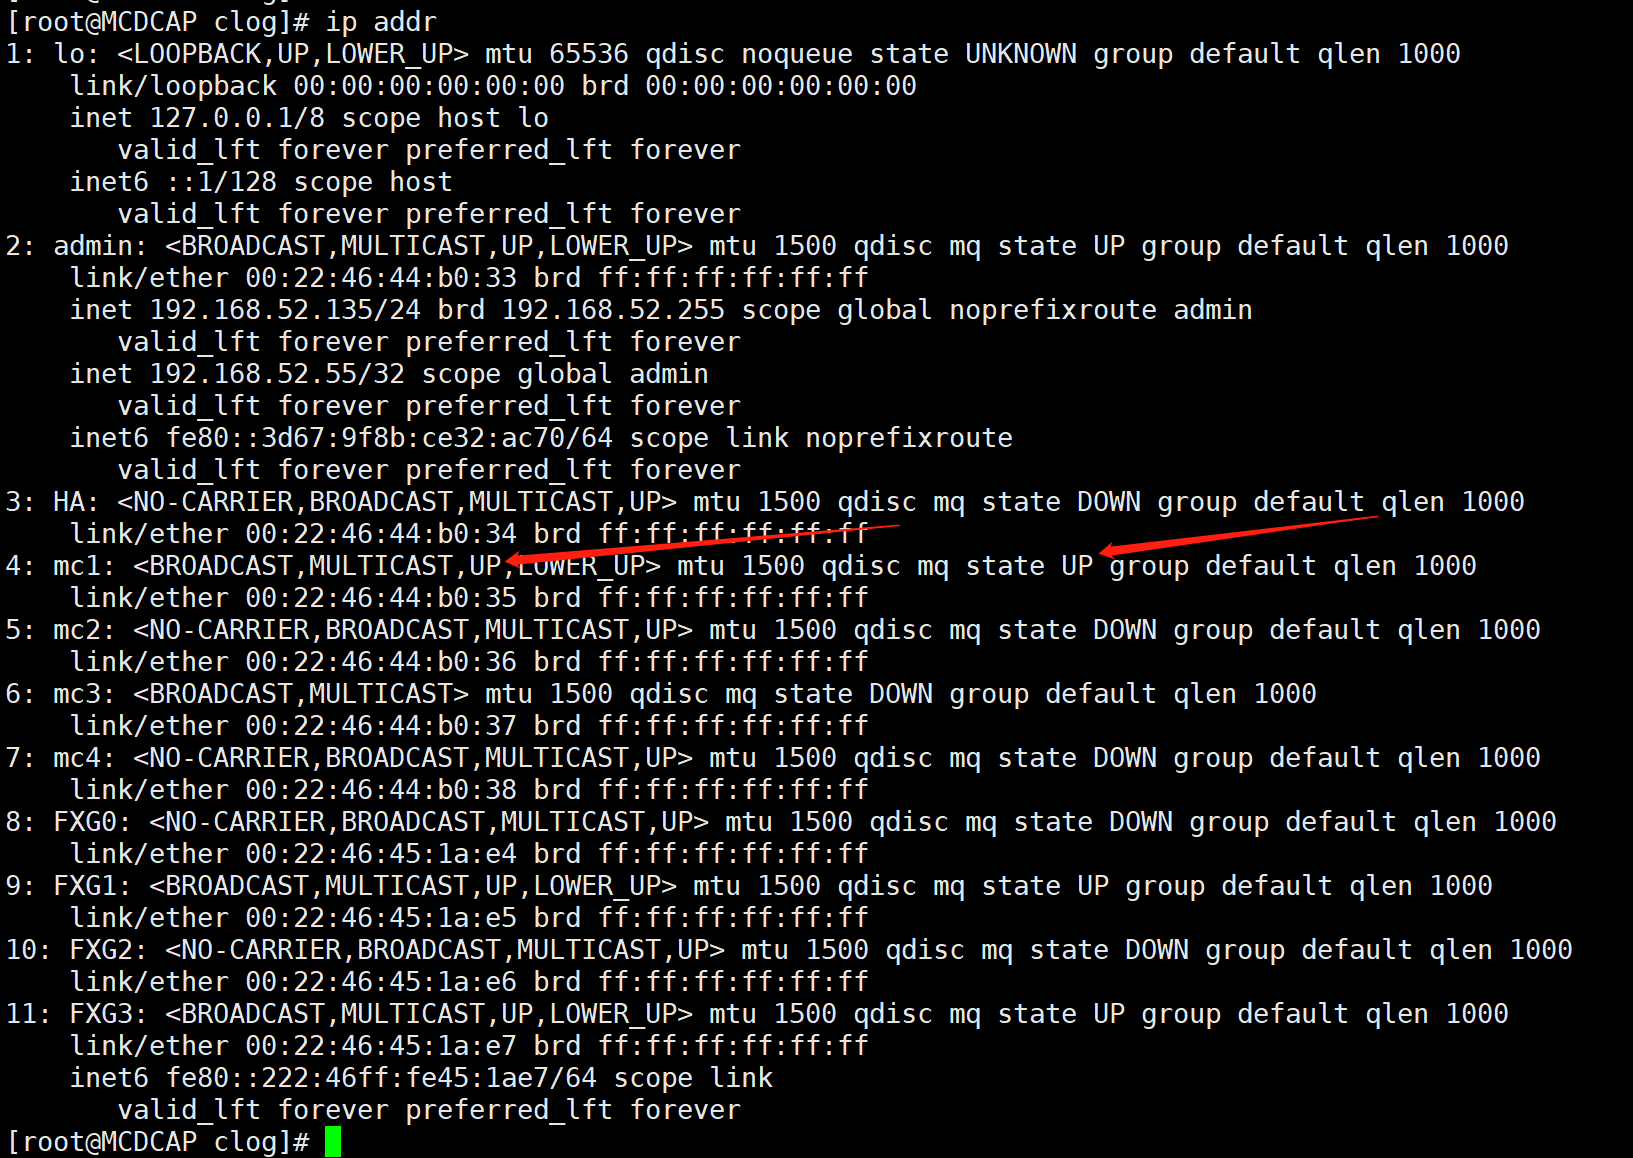 [root@MCDCAP clog]# ip addr
1: lo: <LOOPBACK,UP,LOWER_UP> mtu 65536 qdisc noqueue state UNKNOWN group default qlen 1000
    link/loopback 00:00:00:00:00:00 brd 00:00:00:00:00:00
    inet 127.0.0.1/8 scope host lo
       valid_lft forever preferred_lft forever
    inet6 ::1/128 scope host
       valid_lft forever preferred_lft forever
2: admin: <BROADCAST,MULTICAST,UP,LOWER_UP> mtu 1500 qdisc mq state UP group default qlen 1000
    link/ether 00:22:46:44:b0:33 brd ff:ff:ff:ff:ff:ff
    inet 192.168.52.135/24 brd 192.168.52.255 scope global noprefixroute admin
       valid_lft forever preferred_lft forever
    inet 192.168.52.55/32 scope global admin
       valid_lft forever preferred_lft forever
    inet6 fe80::3d67:9f8b:ce32:ac70/64 scope link noprefixroute
       valid_lft forever preferred_lft forever
3: HA: <NO-CARRIER,BROADCAST,MULTICAST,UP> mtu 1500 qdisc mq state DOWN group default qlen 1000
    link/ether 00:22:46:44:b0:34 brd ff:ff:ff:ff:ff:ff
4: mc1: <BROADCAST,MULTICAST,UP,LOWER_UP> mtu 1500 qdisc mq state UP group default qlen 1000
    link/ether 00:22:46:44:b0:35 brd ff:ff:ff:ff:ff:ff
5: mc2: <NO-CARRIER,BROADCAST,MULTICAST,UP> mtu 1500 qdisc mq state DOWN group default qlen 1000
    link/ether 00:22:46:44:b0:36 brd ff:ff:ff:ff:ff:ff
6: mc3: <BROADCAST,MULTICAST> mtu 1500 qdisc mq state DOWN group default qlen 1000
    link/ether 00:22:46:44:b0:37 brd ff:ff:ff:ff:ff:ff
7: mc4: <NO-CARRIER,BROADCAST,MULTICAST,UP> mtu 1500 qdisc mq state DOWN group default qlen 1000
    link/ether 00:22:46:44:b0:38 brd ff:ff:ff:ff:ff:ff
8: FXG0: <NO-CARRIER,BROADCAST,MULTICAST,UP> mtu 1500 qdisc mq state DOWN group default qlen 1000
    link/ether 00:22:46:45:1a:e4 brd ff:ff:ff:ff:ff:ff
9: FXG1: <BROADCAST,MULTICAST,UP,LOWER_UP> mtu 1500 qdisc mq state UP group default qlen 1000
    link/ether 00:22:46:45:1a:e5 brd ff:ff:ff:ff:ff:ff
10: FXG2: <NO-CARRIER,BROADCAST,MULTICAST,UP> mtu 1500 qdisc mq state DOWN group default qlen 1000
    link/ether 00:22:46:45:1a:e6 brd ff:ff:ff:ff:ff:ff
11: FXG3: <BROADCAST,MULTICAST,UP,LOWER_UP> mtu 1500 qdisc mq state UP group default qlen 1000
    link/ether 00:22:46:45:1a:e7 brd ff:ff:ff:ff:ff:ff
    inet6 fe80::222:46ff:fe45:1ae7/64 scope link
       valid_lft forever preferred_lft forever
[root@MCDCAP clog]#